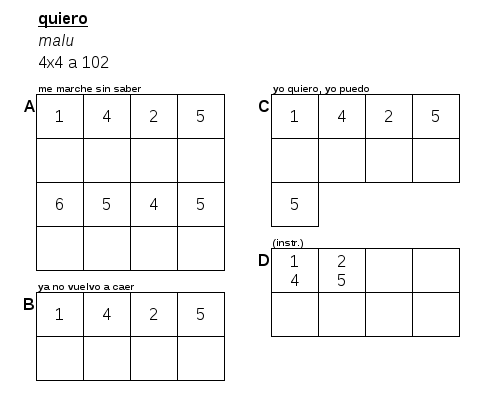 quiero
malu
4x4 a 102
me marche sin saber
A
1 4 2 5
6 5 4 5
ya no vuelvo a caer
B
1 4 2 5
yo quiero, yo puedo
C
1 4 2 5
5
(instr.)
D
1 2
4 5